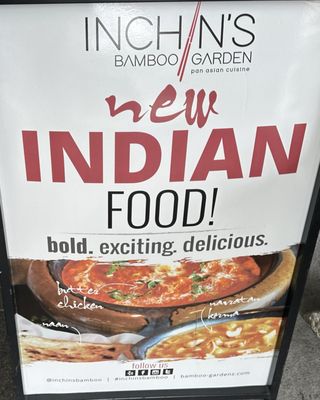 INCHIN'S
BAMBOO GARDEN
pan asian cuisine
new
INDIAN
FOOD!
bold. exciting. delicious.
butter
chicken
navratan
korma
naan
follow us
@inchinsbamboo | #inchinsbamboo | bamboo-gardens.com